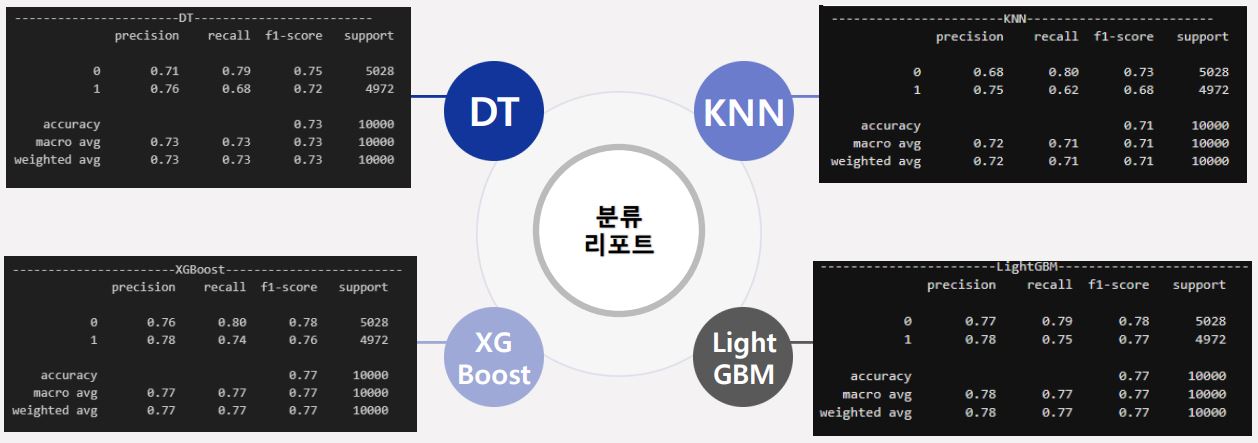 ------------------------DT-------------------------
precision recall f1-score support
0 0.71 0.79 0.75 5028
1 0.76 0.68 0.72 4972
accuracy 0.73 10000
macro avg 0.73 0.73 0.73 10000
weighted avg 0.73 0.73 0.73 10000
DT
KNN
------------------------KNN--------------------------
precision recall f1-score support
0 0.68 0.80 0.73 5028
1 0.75 0.62 0.68 4972
accuracy 0.71 10000
macro avg 0.72 0.71 0.71 10000
weighted avg 0.72 0.71 0.71 10000
분류
리포트
-----------------------XGBoost-------------------------
precision recall f1-score support
0 0.76 0.80 0.78 5028
1 0.78 0.74 0.76 4972
accuracy 0.77 10000
macro avg 0.77 0.77 0.77 10000
weighted avg 0.77 0.77 0.77 10000
XG
Boost
Light
GBM
-------------------------LightGBM---------------------------
precision recall f1-score support
0 0.77 0.79 0.78 5028
1 0.78 0.75 0.77 4972
accuracy 0.77 10000
macro avg 0.78 0.77 0.77 10000
weighted avg 0.78 0.77 0.77 10000